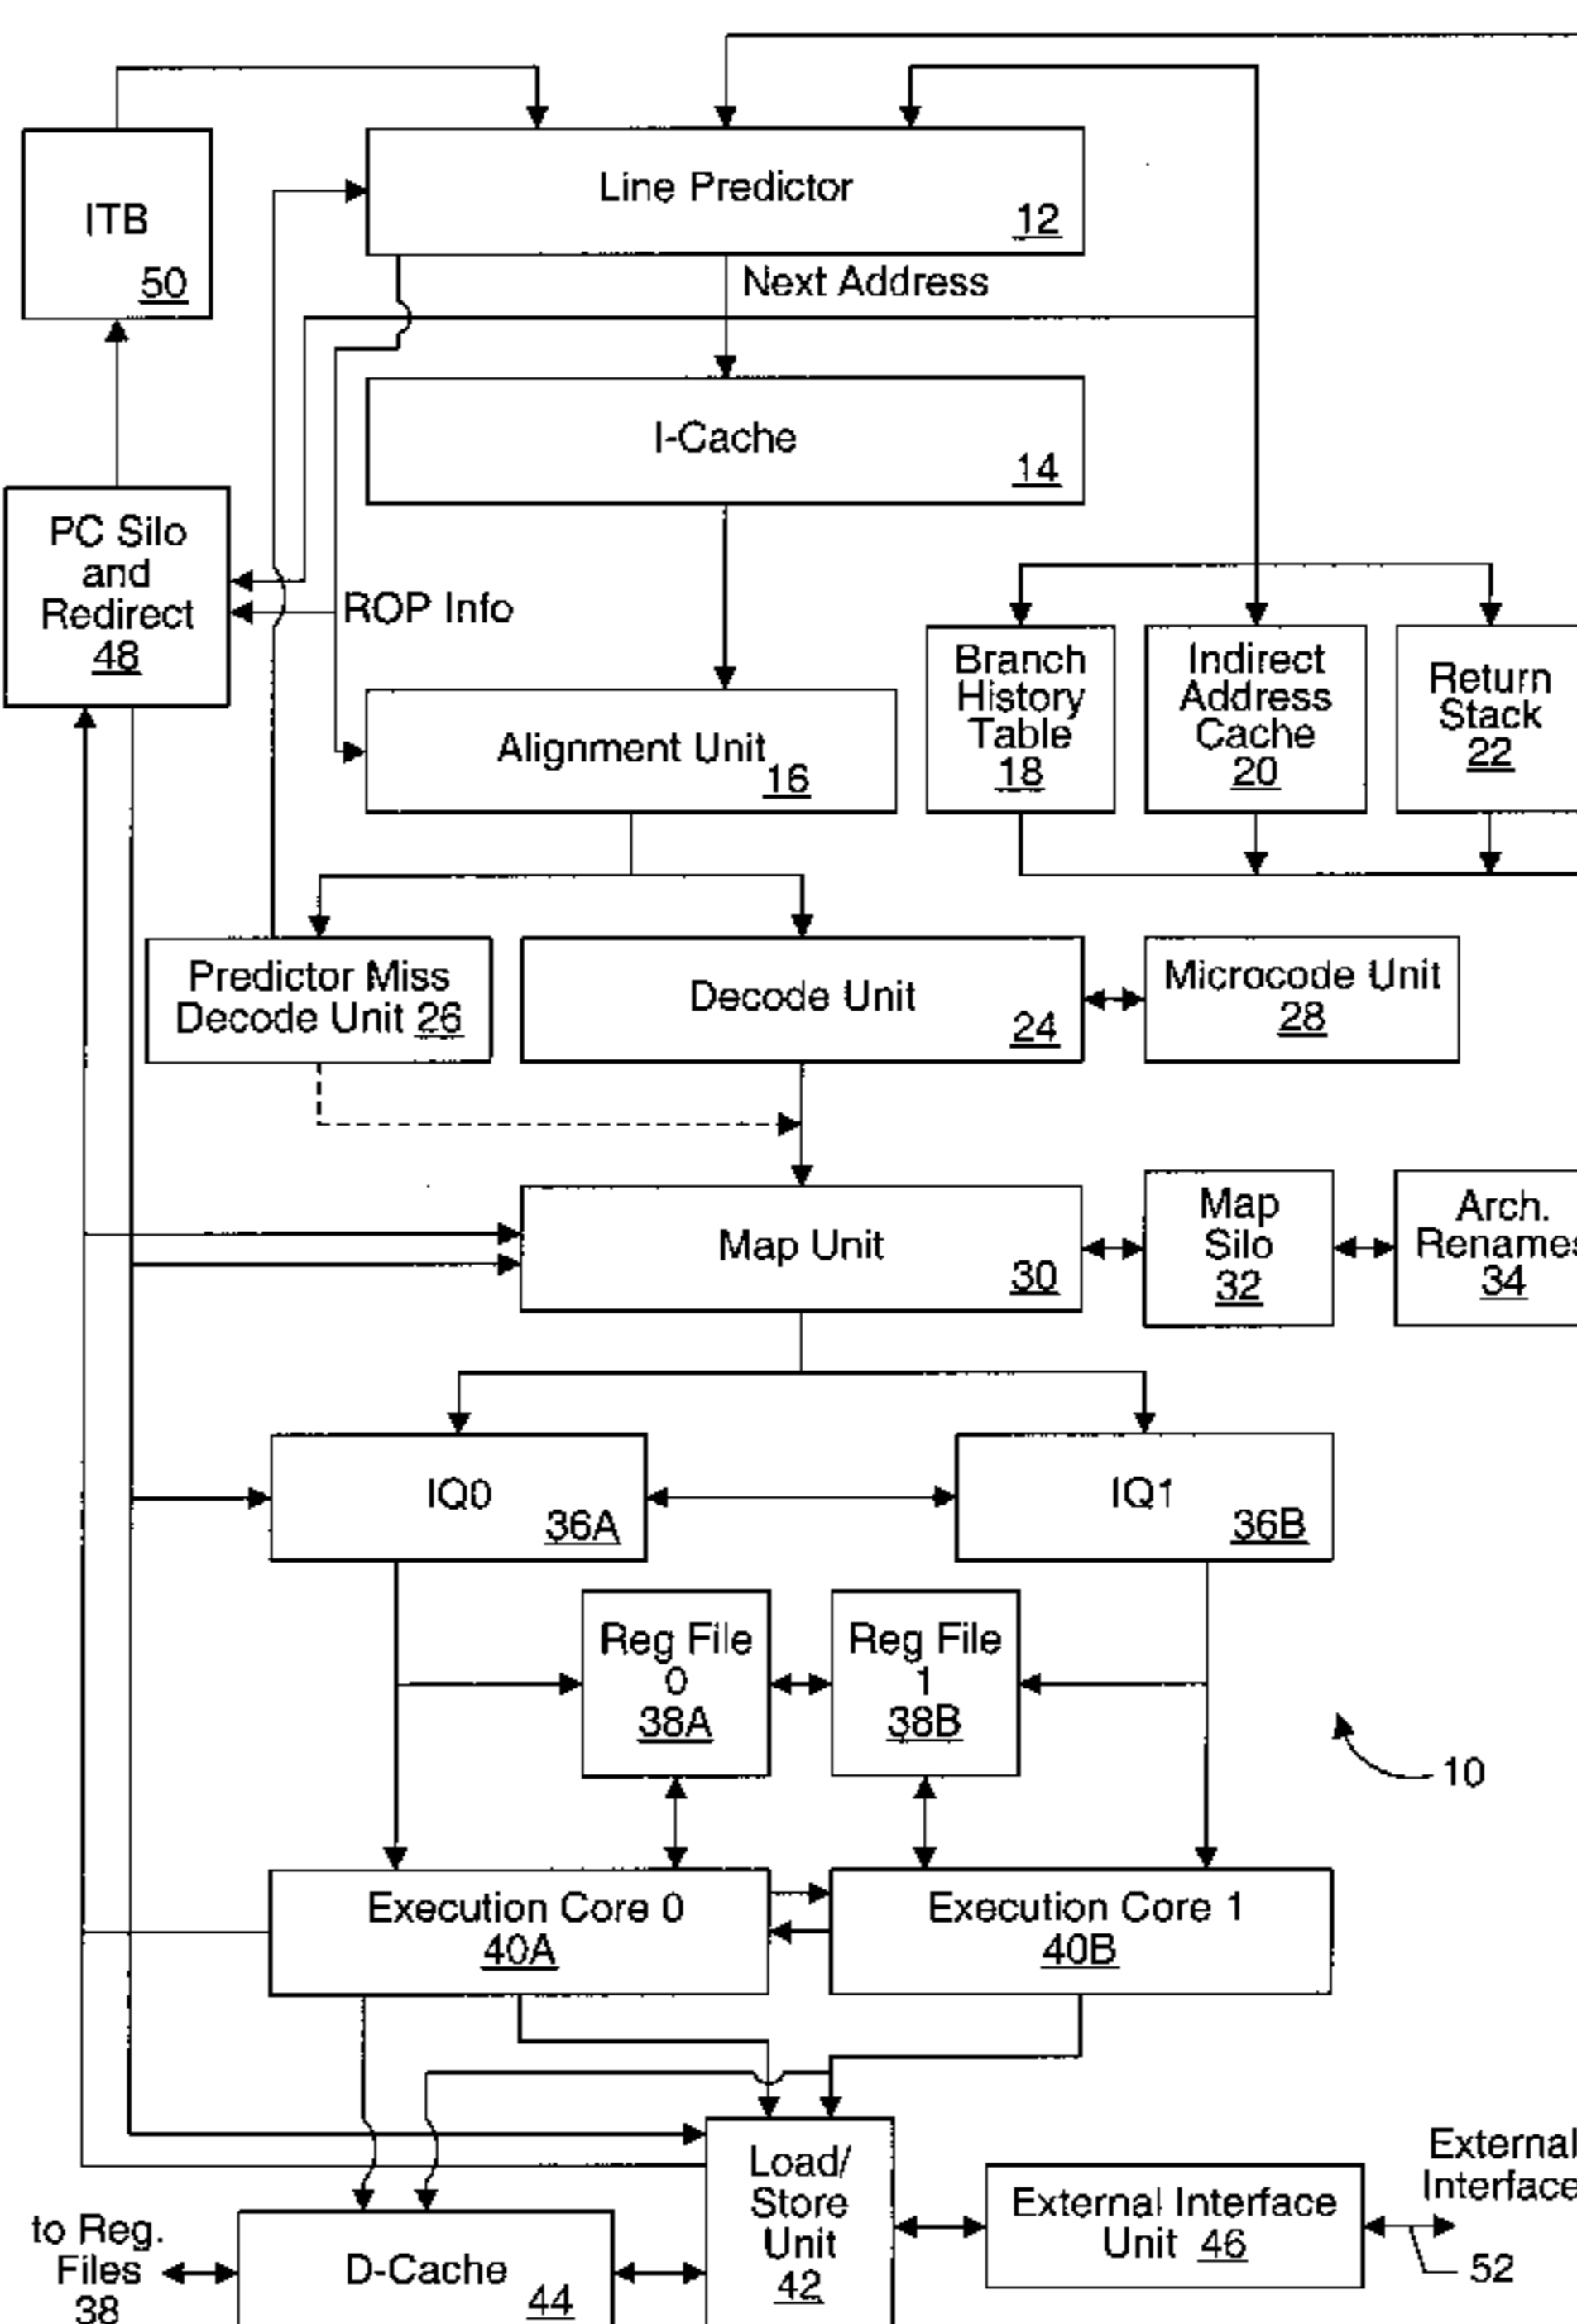 Line Predictor
12
ITB
50
Next Address
I-Cache
14
PC Silo
and
Redirect
48
ROP Info
Branch
History
Table
18
Indirect
Address
Cache
20
Return
Stack
22
Alignment Unit
16
Predictor Miss
Decode Unit 26
Decode Unit
24
Microcode Unit
28
Map Unit
30
Map
Silo
32
Arch.
Renames
34
IQ0
36A
IQ1
36B
Reg File
0
38A
Reg File
1
38B
10
Execution Core 0
40A
Execution Core 1
40B
Load/
Store
Unit
42
External Interface
Unit 46
External
Interface
52
to Reg.
Files
38
D-Cache
44